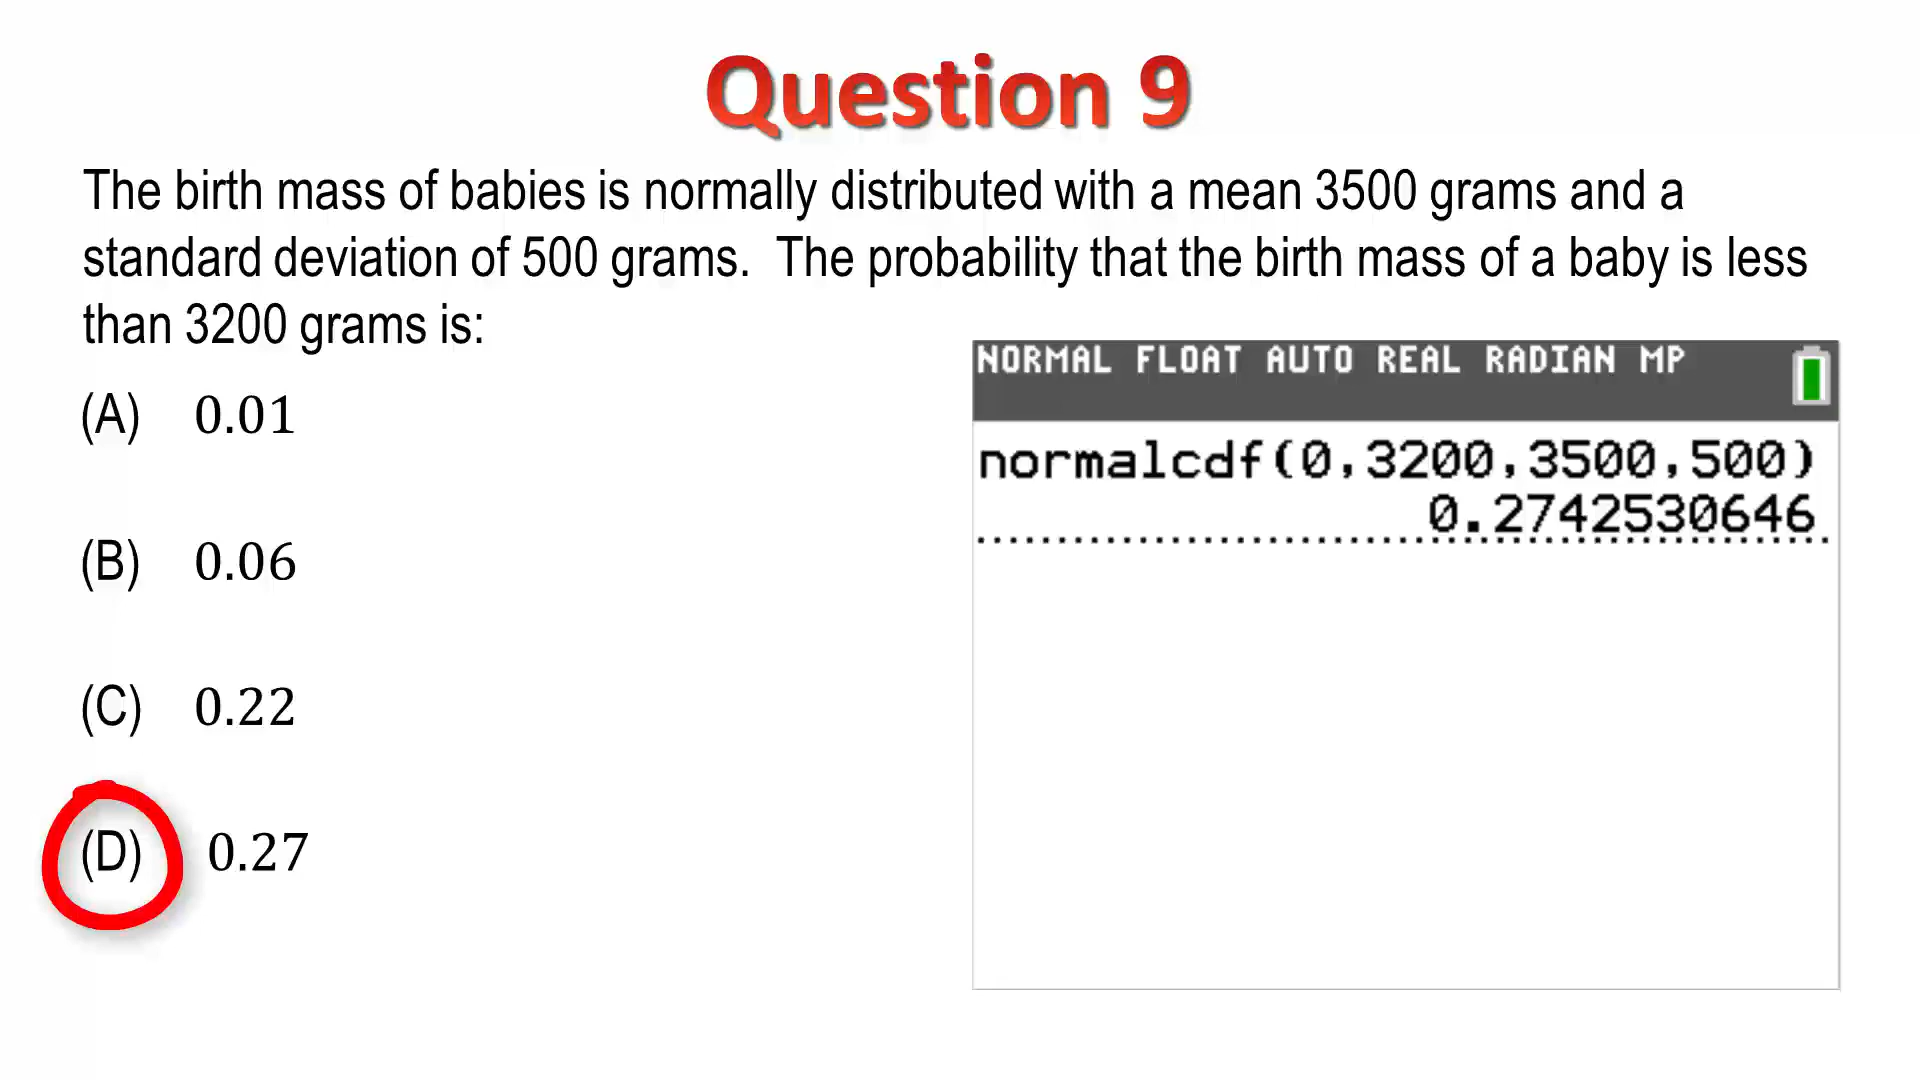 Question 9
The birth mass of babies is normally distributed with a mean 3500 grams and a
standard deviation of 500 grams.  The probability that the birth mass of a baby is less
than 3200 grams is:
(A) 0.01
(B) 0.06
(C) 0.22
(D) 0.27
NORMAL FLOAT AUTO REAL RADIAN MP
normalcdf(0,3200,3500,500)
0.2742530646